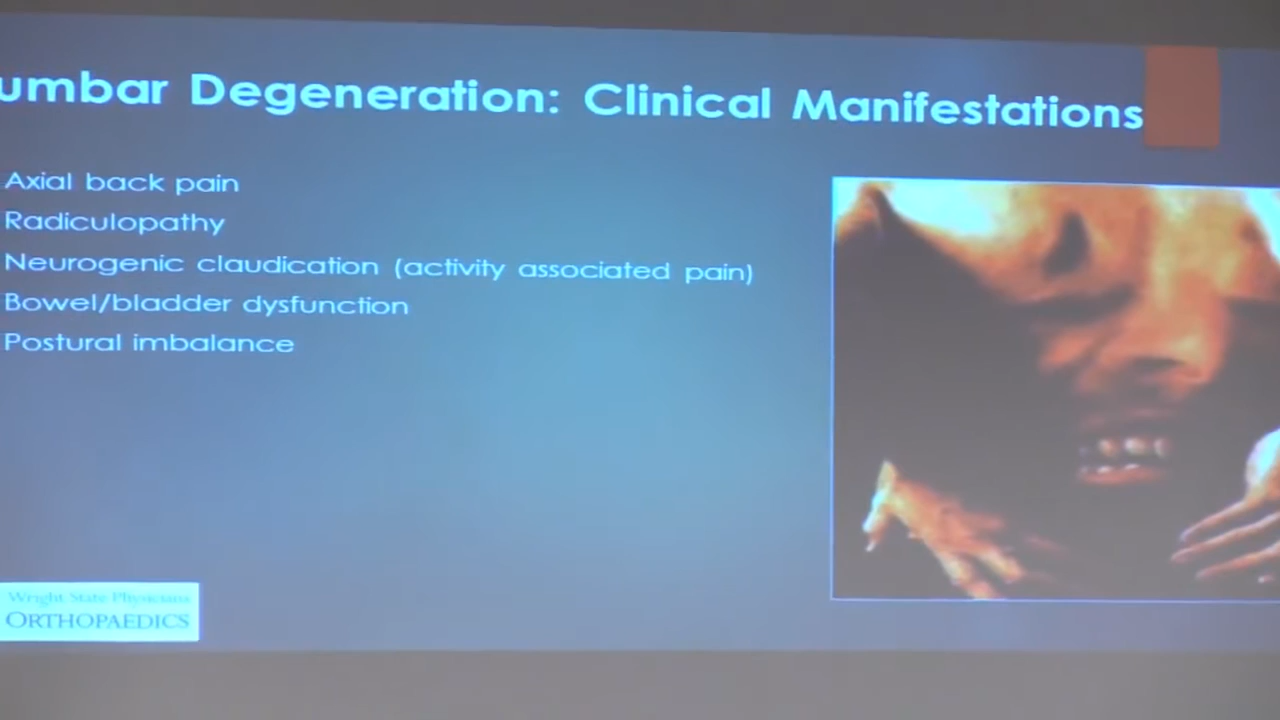 umbar Degeneration: Clinical Manifestations
Axial back pain
Radiculopathy
Neurogenic claudication (activity associated pain)
Bowel/bladder dysfunction
Postural imbalance
Wright State Physicians
ORTHOPAEDICS